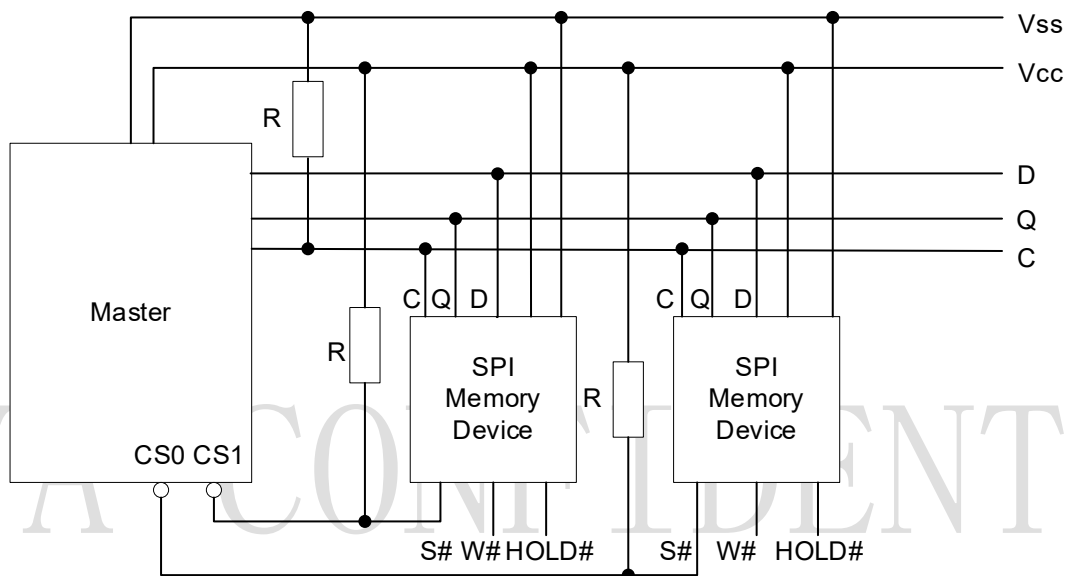 Vss
Vcc
R
D
Q
C
C Q D
C Q D
Master
R
SPI
Memory
Device
R
SPI
Memory
Device
CS0 CS1
A CONFIDENT
S# W# HOLD#
S# W# HOLD#